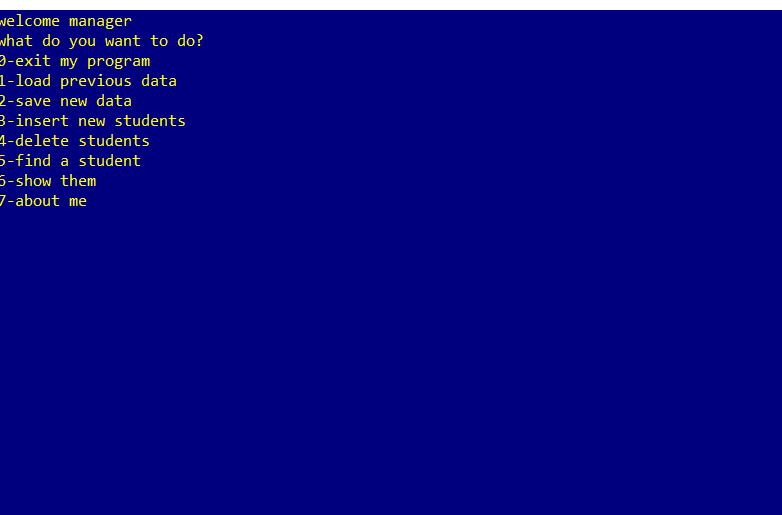 welcome manager
what do you want to do?
0-exit my program
1-load previous data
2-save new data
3-insert new students
4-delete students
5-find a student
6-show them
7-about me